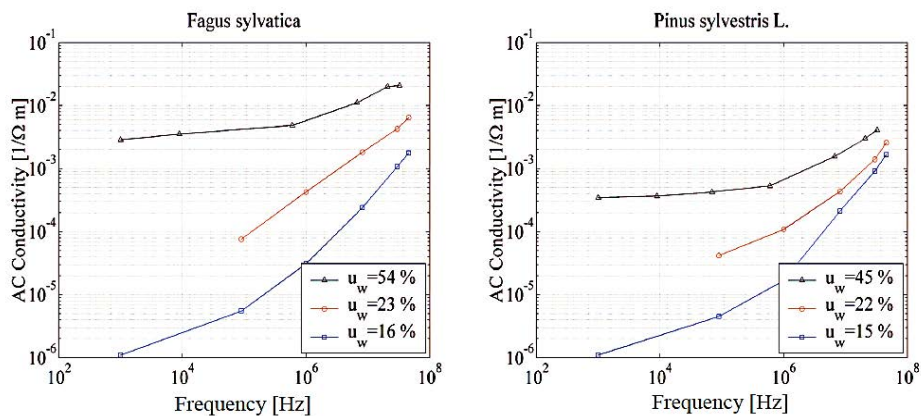 Fagus sylvatica
AC Conductivity [1/Ω m]
10^-1
10^-2
10^-3
10^-4
10^-5
10^-6
u_w=54 %
u_w=23 %
u_w=16 %
10^2 10^4 10^6 10^8
Frequency [Hz]
Pinus sylvestris L.
AC Conductivity [1/Ω m]
10^-1
10^-2
10^-3
10^-4
10^-5
10^-6
u_w=45 %
u_w=22 %
u_w=15 %
10^2 10^4 10^6 10^8
Frequency [Hz]